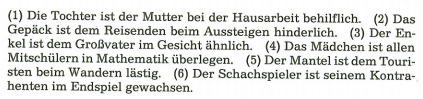 (1) Die Tochter ist der Mutter bei der Hausarbeit behilflich. (2) Das
Gepäck ist dem Reisenden beim Aussteigen hinderlich. (3) Der En-
kel ist dem Großvater im Gesicht ähnlich. (4) Das Mädchen ist allen
Mitschülern in Mathematik überlegen. (5) Der Mantel ist dem Touri-
sten beim Wandern lästig. (6) Der Schachspieler ist seinem Kontra-
henten im Endspiel gewachsen.